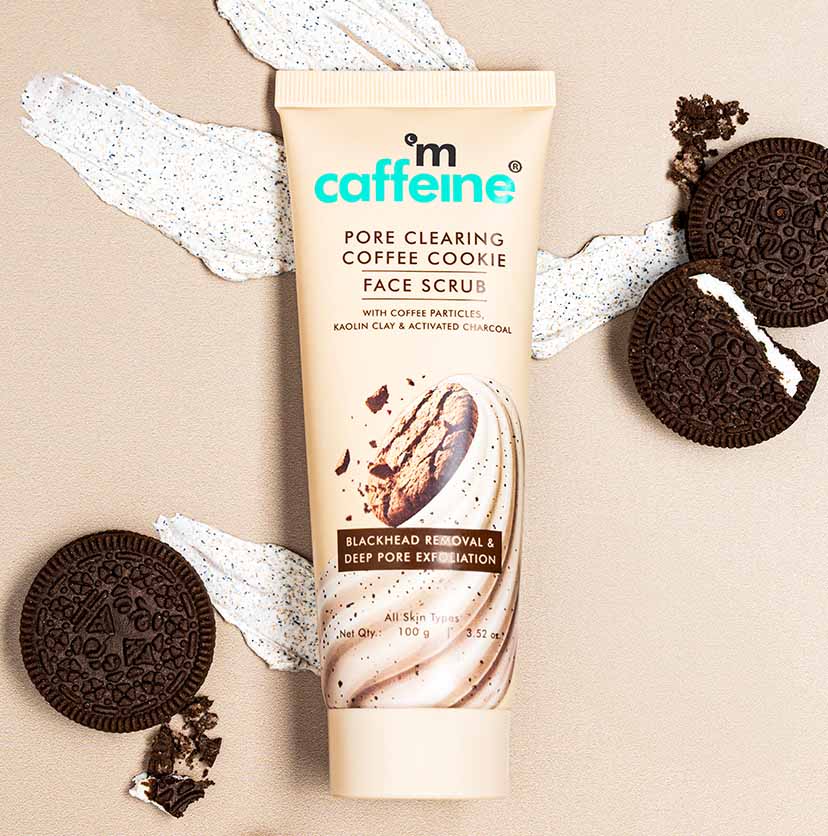 'm
caffeine®
PORE CLEARING
COFFEE COOKIE
FACE SCRUB
WITH COFFEE PARTICLES,
KAOLIN CLAY & ACTIVATED CHARCOAL
BLACKHEAD REMOVAL &
DEEP PORE EXFOLIATION
All Skin Types
Net Qty.: 100 g | 3.52 oz.